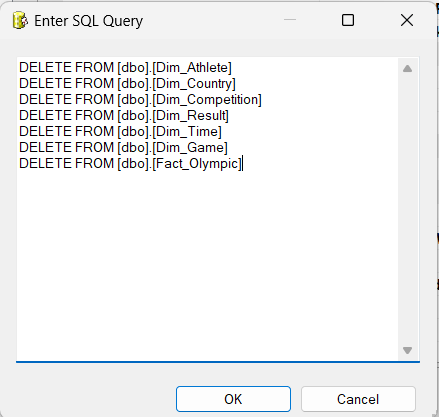 Enter SQL Query
DELETE FROM [dbo].[Dim_Athlete]
DELETE FROM [dbo].[Dim_Country]
DELETE FROM [dbo].[Dim_Competition]
DELETE FROM [dbo].[Dim_Result]
DELETE FROM [dbo].[Dim_Time]
DELETE FROM [dbo].[Dim_Game]
DELETE FROM [dbo].[Fact_Olympic]
OK Cancel